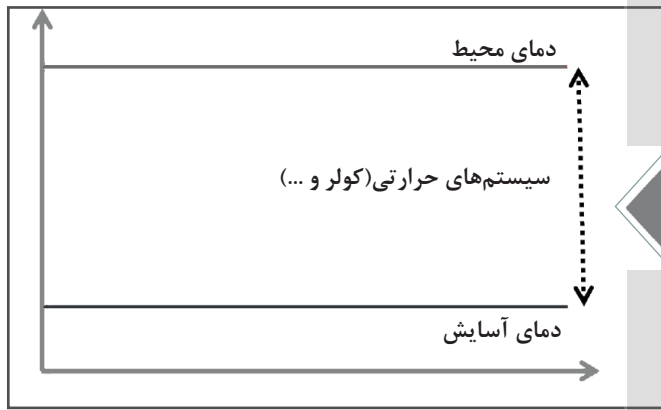 دمای محیط
سیستم‌های حرارتی(کولر و ...)
دمای آسایش